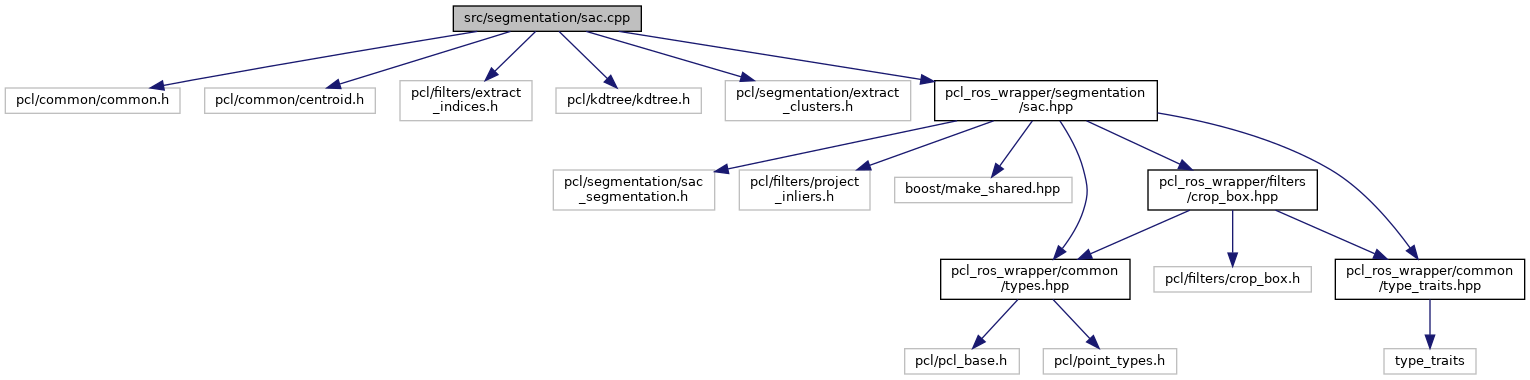 src/segmentation/sac.cpp
pcl/common/common.h
pcl/common/centroid.h
pcl/filters/extract
_indices.h
pcl/kdtree/kdtree.h
pcl/segmentation/extract
_clusters.h
pcl_ros_wrapper/segmentation
/sac.hpp
pcl/segmentation/sac
_segmentation.h
pcl/filters/project
_inliers.h
boost/make_shared.hpp
pcl_ros_wrapper/filters
/crop_box.hpp
pcl_ros_wrapper/common
/types.hpp
pcl/filters/crop_box.h
pcl_ros_wrapper/common
/type_traits.hpp
pcl/pcl_base.h
pcl/point_types.h
type_traits